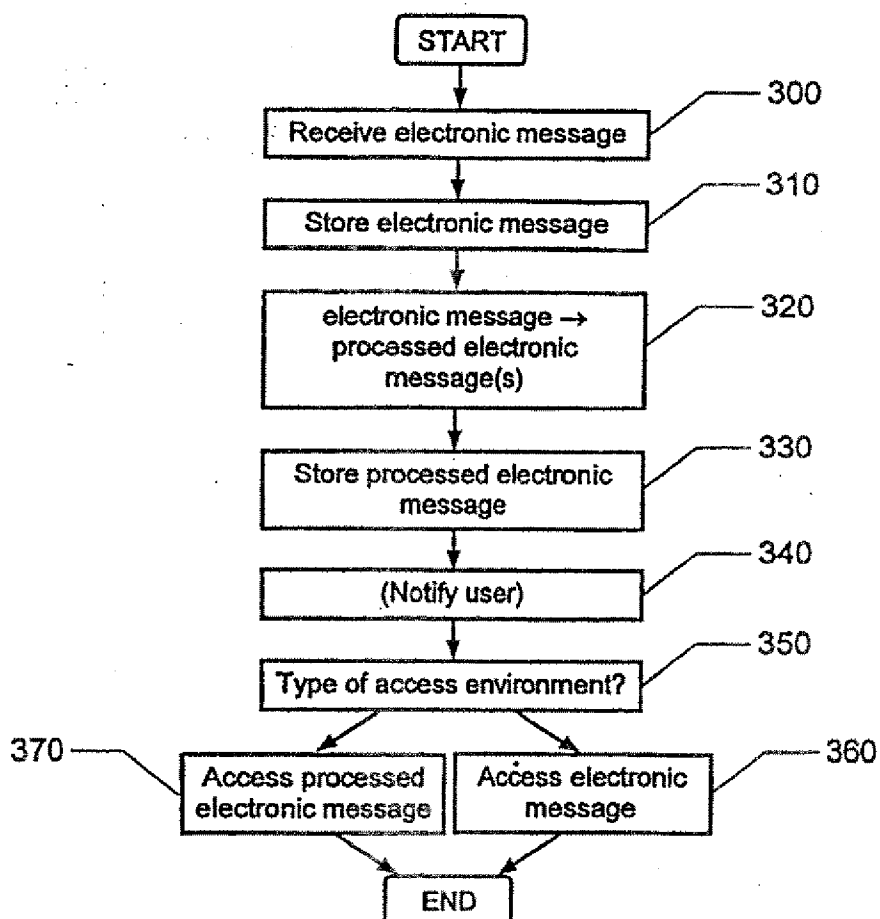 START
300
Receive electronic message
310
Store electronic message
320
electronic message →
processed electronic
message(s)
330
Store processed electronic
message
340
(Notify user)
350
Type of access environment?
370
Access processed
electronic message
Access electronic
message
360
END